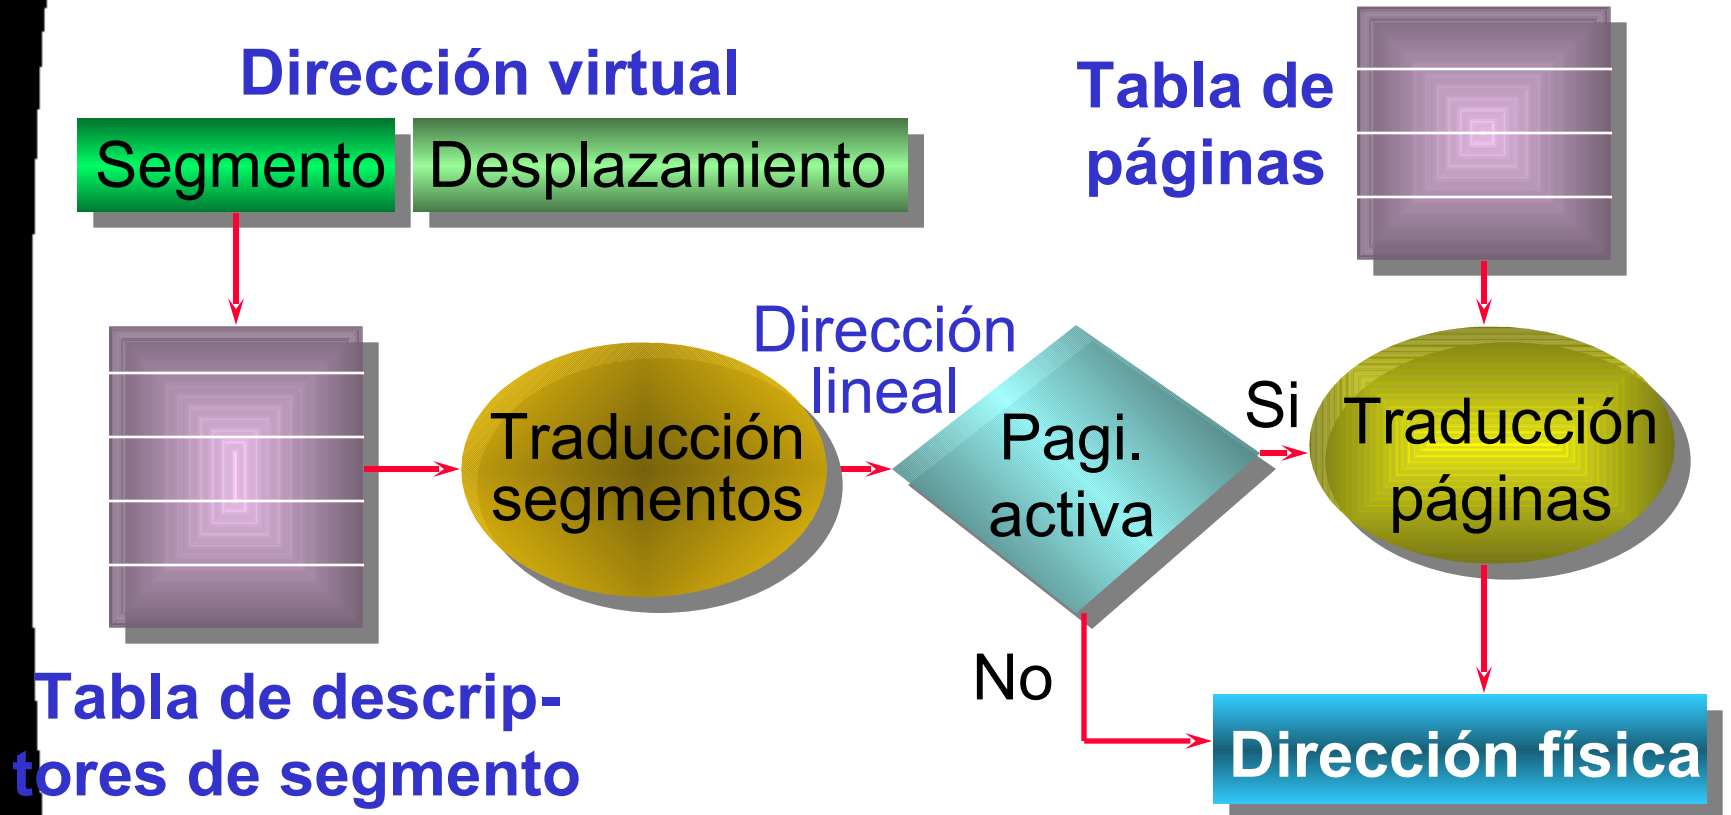 Dirección virtual
Segmento
Desplazamiento
Tabla de
páginas
Dirección
lineal
Traducción
segmentos
Pagi.
activa
Si
Traducción
páginas
No
Tabla de descrip-
tores de segmento
Dirección física